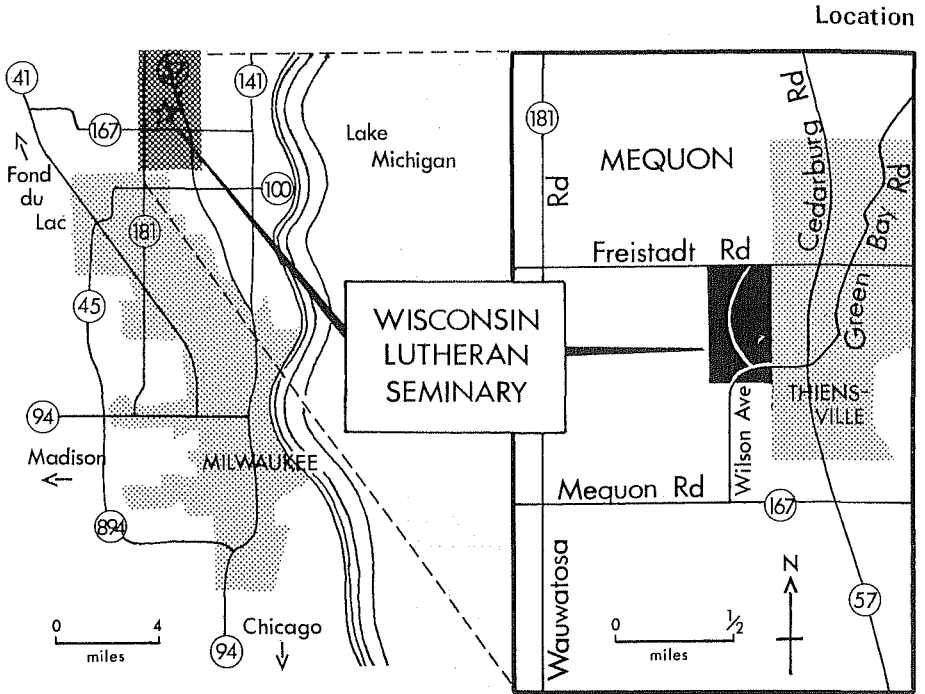 Location
41
57
141
167
Lake
Michigan
Fond
du
Lac
100
181
45
94
Madison
MILWAUKEE
894
0 4
miles
94
Chicago
WISCONSIN
LUTHERAN
SEMINARY
181
Rd
MEQUON
Cedarburg Rd
Green Bay Rd
Freistadt Rd
THIENS-
VILLE
Wilson Ave
Mequon Rd
167
Wauwatosa
N
57
0 1/2
miles